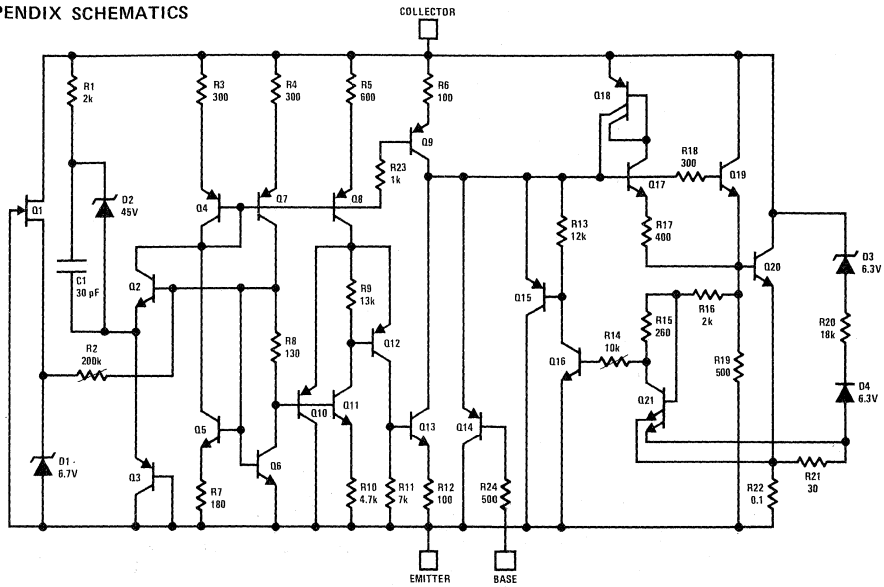 PENDIX SCHEMATICS
COLLECTOR
R1
2k
R3
300
R4
300
R5
600
R6
100
Q18
D2
45V
Q1
Q4
Q7
Q8
Q9
R23
1k
R18
300
Q19
Q17
C1
30 pF
Q2
R13
12k
R17
400
Q20
D3
6.3V
R9
13k
Q15
R2
200k
R8
130
Q12
Q16
R14
10k
R15
260
R16
2k
R19
500
R20
18k
D4
6.3V
Q21
D1
6.7V
Q3
Q5
Q6
Q10
Q11
Q13
Q14
R7
180
R10
4.7k
R11
7k
R12
100
R24
500
R21
30
R22
0.1
EMITTER
BASE